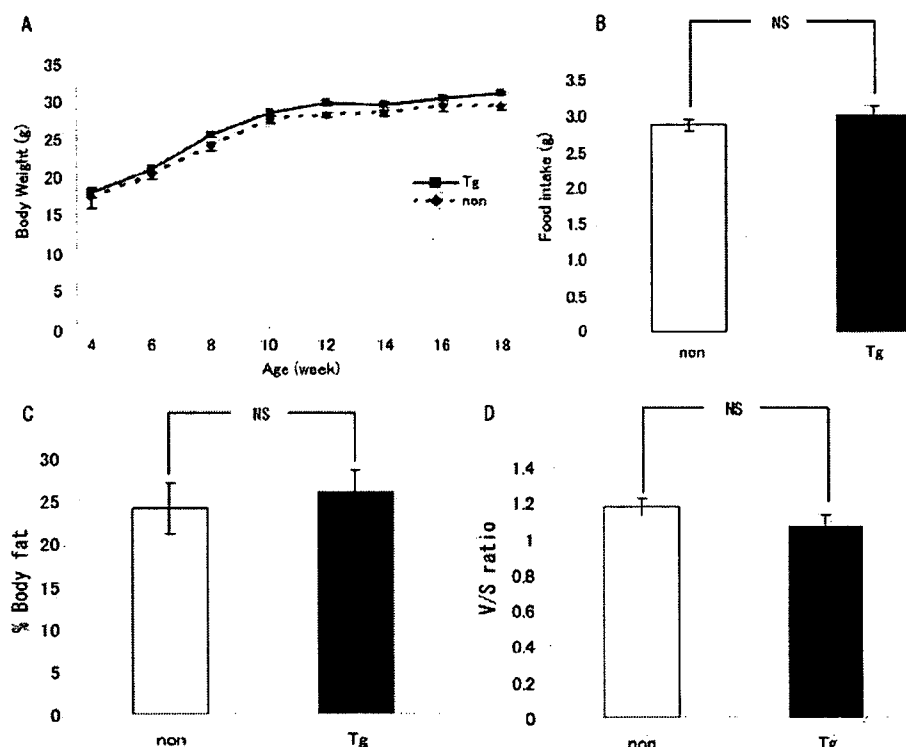 A
Body Weight (g)
35
30
25
20
15
10
5
0
4 6 8 10 12 14 16 18
Age (week)
Tg
non
B
NS
Food intake (g)
3.5
3.0
2.5
2.0
1.5
1.0
0.5
0
non Tg
C
NS
% Body fat
30
25
20
15
10
5
0
non Tg
D
NS
V/S ratio
1.4
1.2
1
0.8
0.6
0.4
0.2
0
non Tg